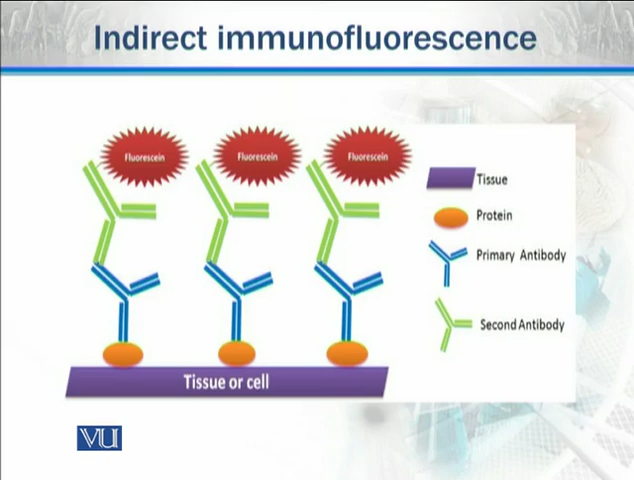 Indirect immunofluorescence
Fluorescein
Fluorescein
Fluorescein
Tissue
Protein
Primary Antibody
Second Antibody
Tissue or cell
VU